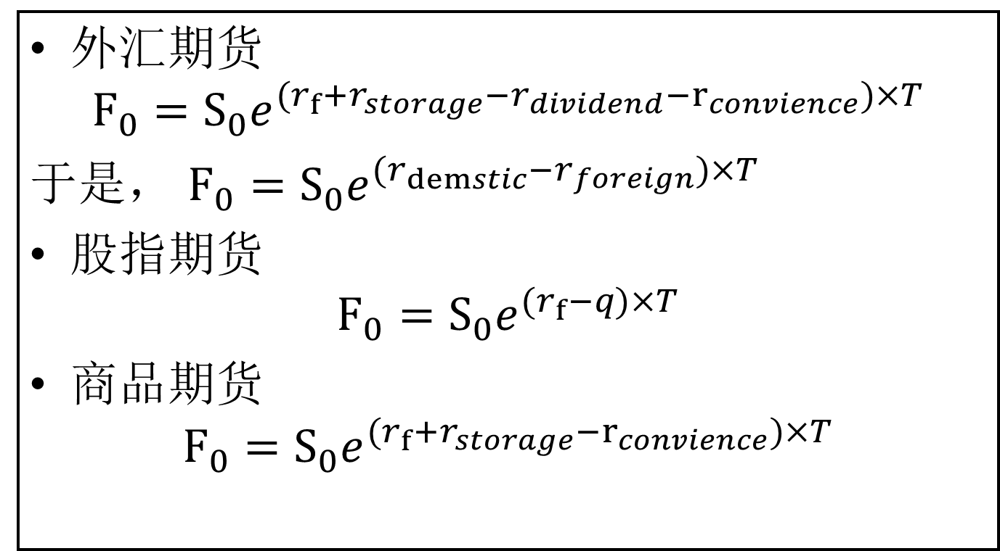 • 外汇期货
F₀ = S₀e^(r_f+r_storage−r_dividend−r_convience)×T
于是， F₀ = S₀e^(r_demstic−r_foreign)×T
• 股指期货
F₀ = S₀e^(r_f−q)×T
• 商品期货
F₀ = S₀e^(r_f+r_storage−r_convience)×T